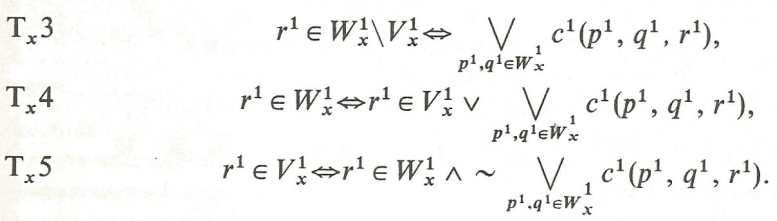 Tₓ3 r¹ ∈ Wₓ¹\Vₓ¹ ⇔ ⋁_{p¹,q¹∈Wₓ¹} c¹(p¹, q¹, r¹),
Tₓ4 r¹ ∈ Wₓ¹ ⇔ r¹ ∈ Vₓ¹ ∨ ⋁_{p¹,q¹∈Wₓ¹} c¹(p¹, q¹, r¹),
Tₓ5 r¹ ∈ Vₓ¹ ⇔ r¹ ∈ Wₓ¹ ∧ ~ ⋁_{p¹,q¹∈Wₓ¹} c¹(p¹, q¹, r¹).